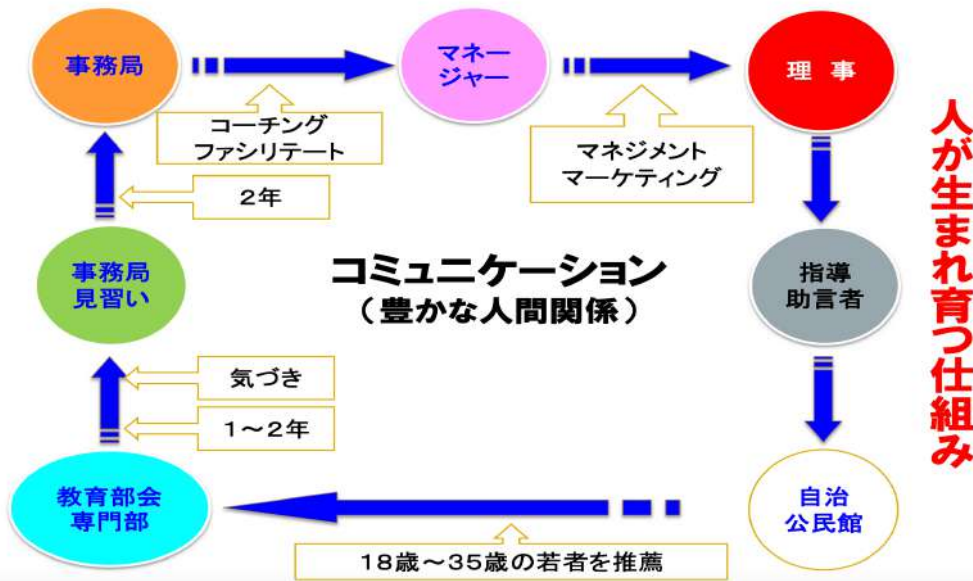 事務局
マネー
ジャー
理 事
コーチング
ファシリテート
マネジメント
マーケティング
2年
事務局
見習い
コミュニケーション
（豊かな人間関係）
指導
助言者
人が生まれ育つ仕組み
気づき
1～2年
教育部会
専門部
自治
公民館
18歳～35歳の若者を推薦